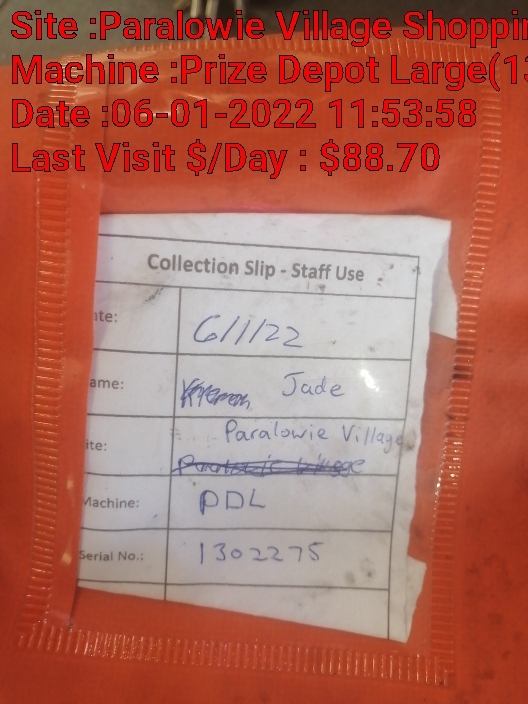 Site :Paralowie Village Shoppin
Machine :Prize Depot Large(13
Date :06-01-2022 11:53:58
Last Visit $/Day : $88.70
Collection Slip - Staff Use
ate: 6/1/22
ame: Jade
ite: Paralowie Village
Machine: PDL
Serial No.: 1302275